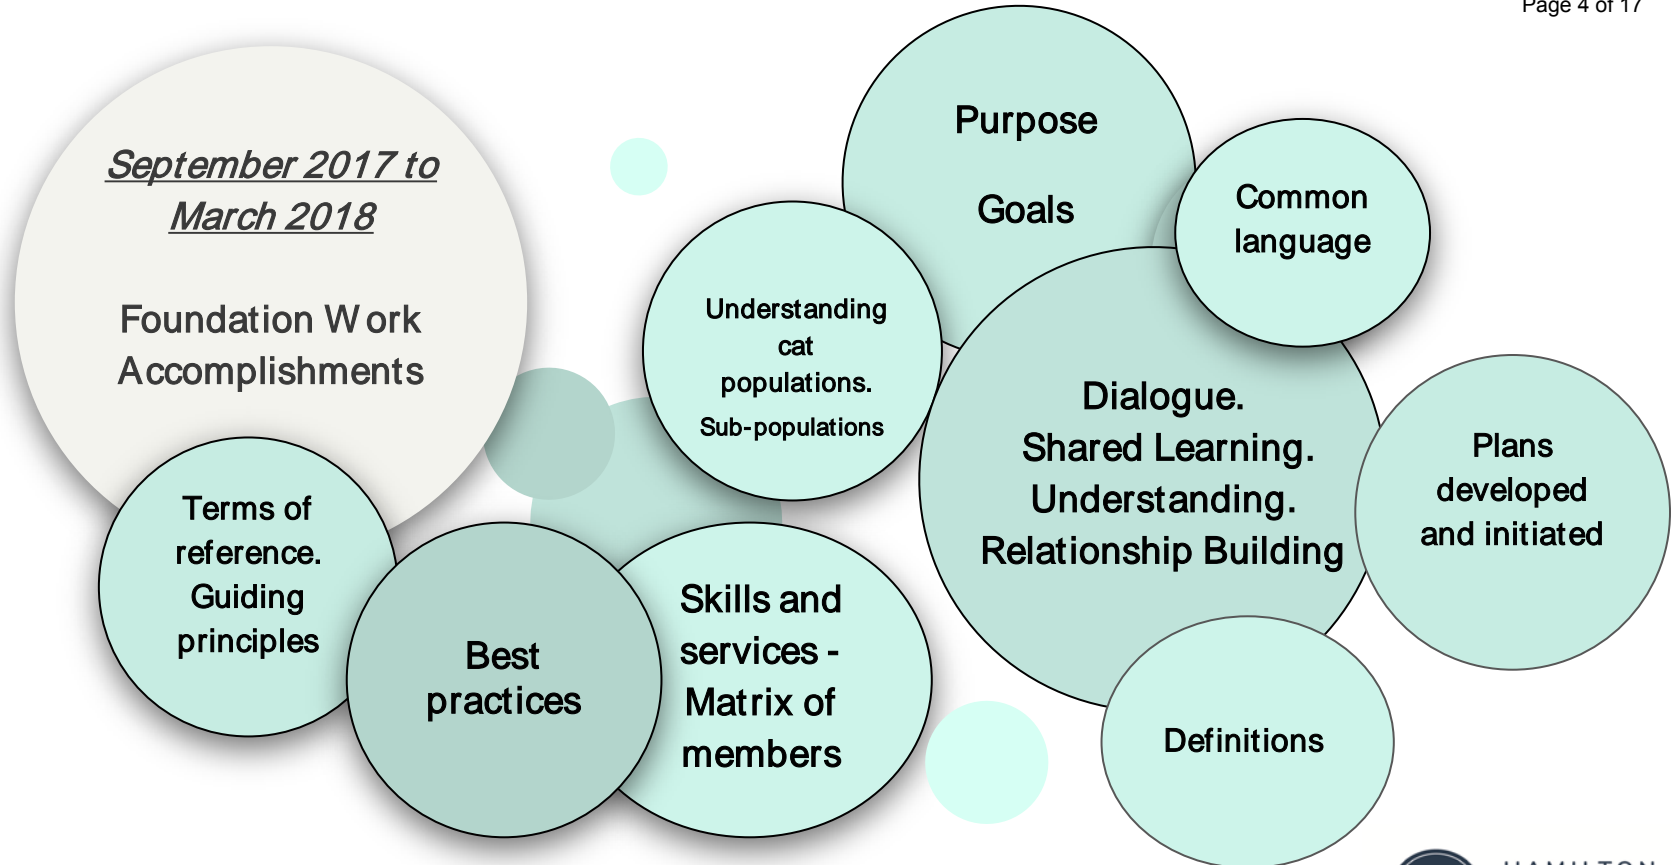 Page 4 of 17
September 2017 to
March 2018
Foundation Work
Accomplishments
Purpose
Goals
Common
language
Understanding
cat
populations.
Sub-populations
Dialogue.
Shared Learning.
Understanding.
Relationship Building
Plans
developed
and initiated
Terms of
reference.
Guiding
principles
Best
practices
Skills and
services -
Matrix of
members
Definitions
HAMILTON